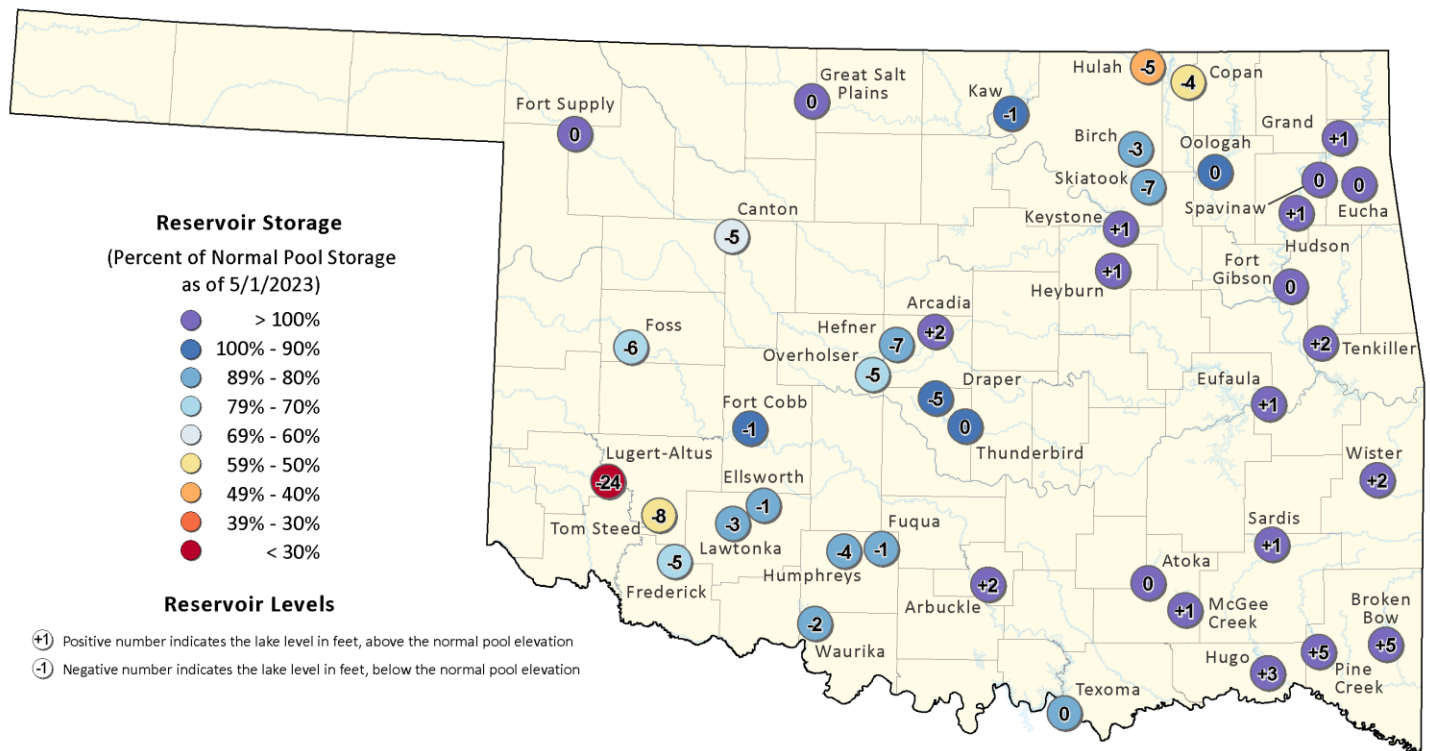 Hulah
-5
Copan
-4
Great Salt
Plains
0
Kaw
-1
Fort Supply
0
Grand
+1
Birch
-3
Oologah
0
Skiatook
-7
Spavinaw
0
0
Eucha
Canton
-5
Keystone
+1
+1
Hudson
Reservoir Storage
(Percent of Normal Pool Storage
as of 5/1/2023)
> 100%
100% - 90%
89% - 80%
79% - 70%
69% - 60%
59% - 50%
49% - 40%
39% - 30%
< 30%
Heyburn
+1
Fort
Gibson
0
Arcadia
+2
Foss
-6
Hefner
-7
Overholser
-5
+2
Tenkiller
Draper
-5
Eufaula
+1
Fort Cobb
-1
0
Thunderbird
Lugert-Altus
-24
Ellsworth
-1
Wister
+2
Tom Steed
-8
-3
Lawtonka
Fuqua
-1
Sardis
+1
-5
Frederick
-4
Humphreys
Atoka
0
Arbuckle
+2
+1
McGee
Creek
Broken
Bow
+5
-2
Waurika
Hugo
+3
+5
Pine
Creek
Texoma
0
Reservoir Levels
+1 Positive number indicates the lake level in feet, above the normal pool elevation
-1 Negative number indicates the lake level in feet, below the normal pool elevation